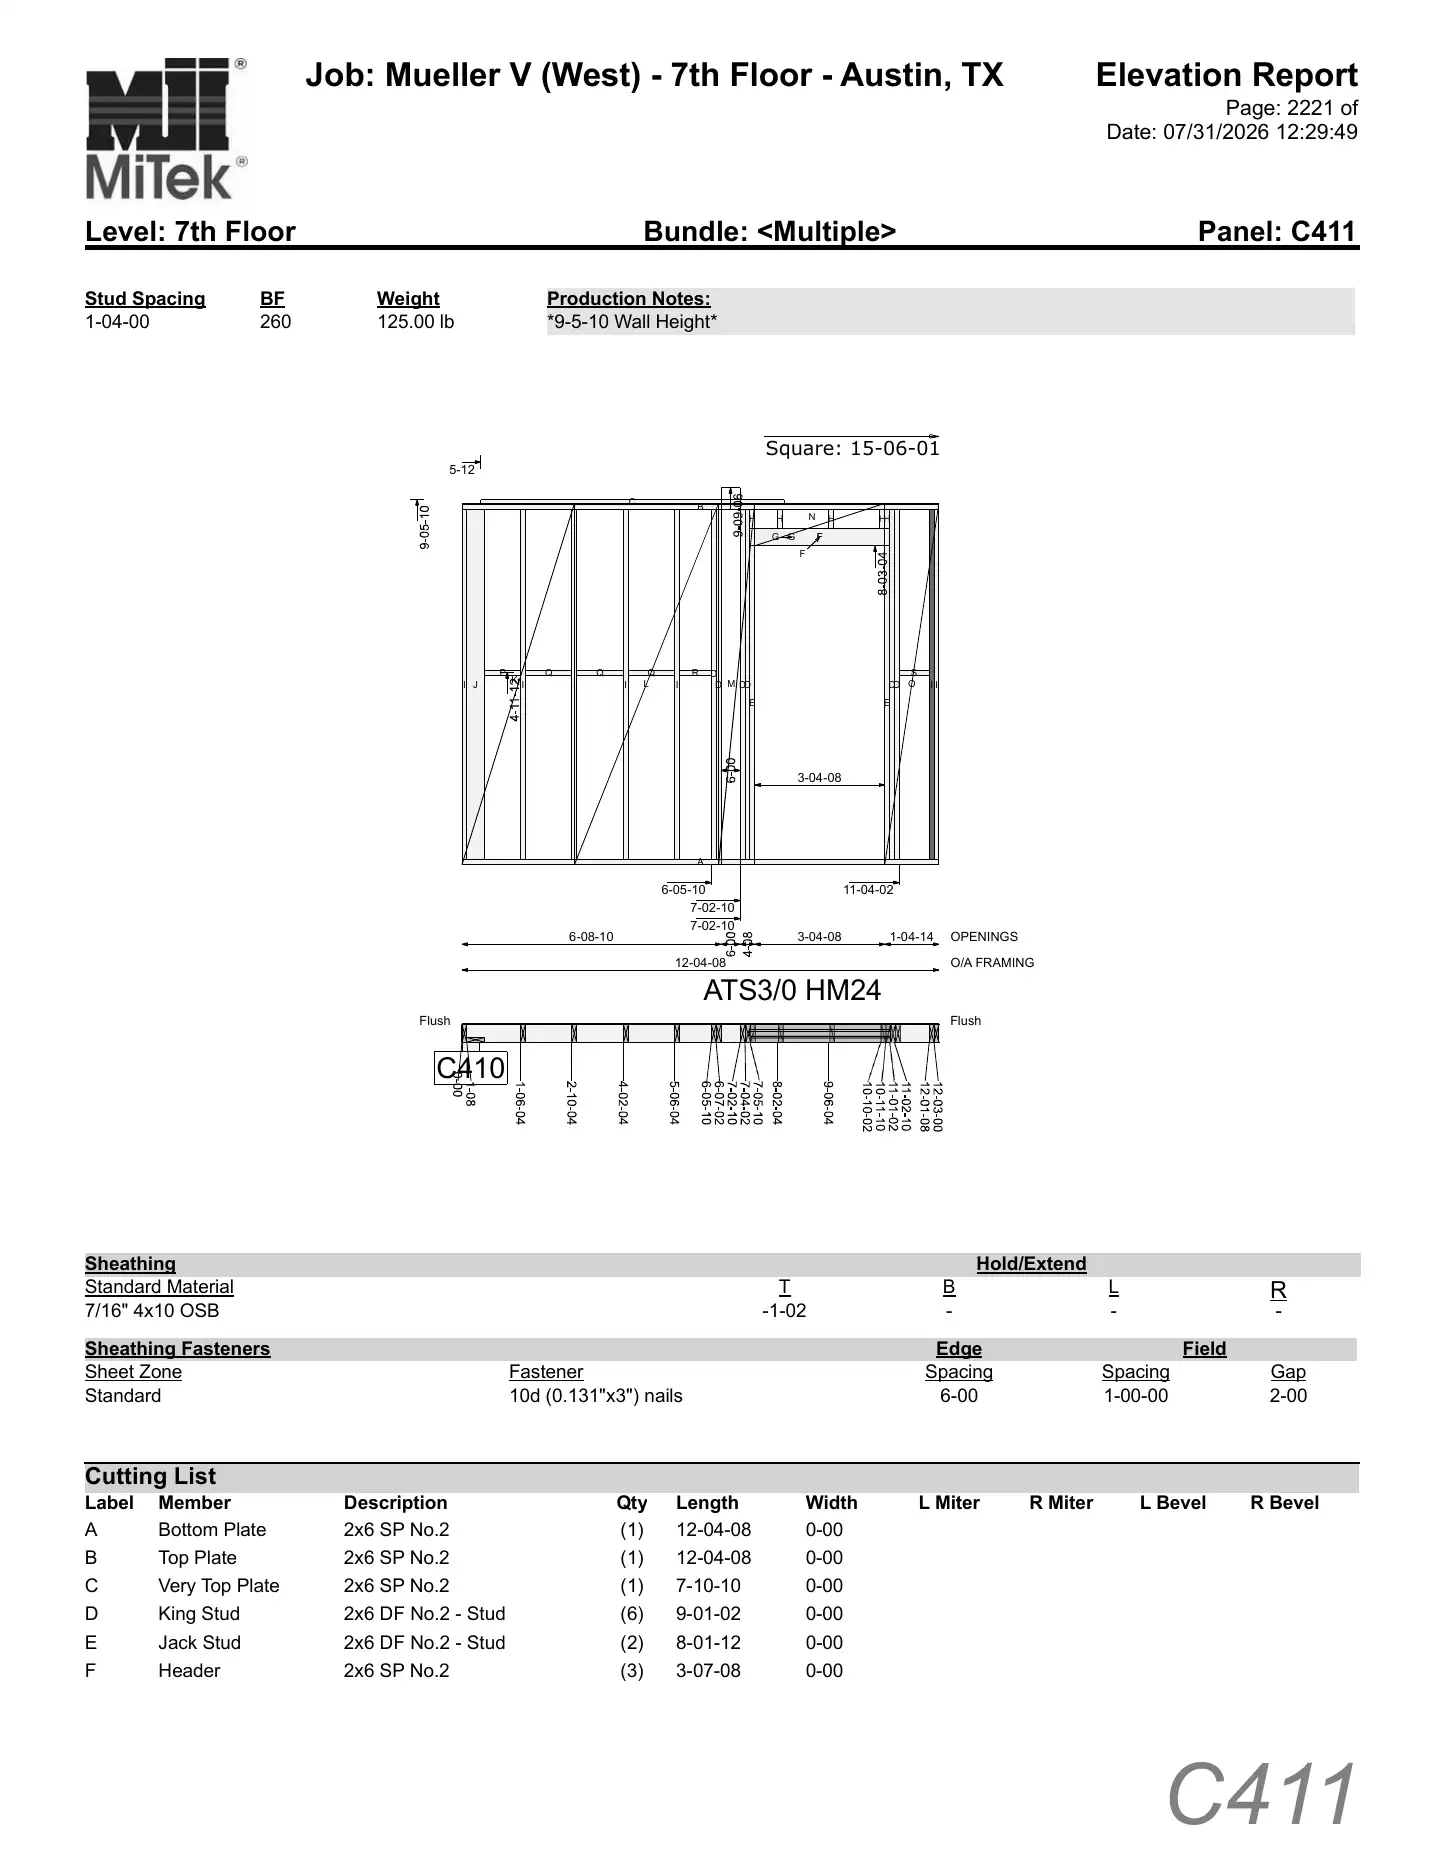 Job: Mueller V (West) - 7th Floor - Austin, TX
Elevation Report
Page: 2221 of
Date: 07/31/2026 12:29:49
MiTek®
Level: 7th Floor Bundle: <Multiple> Panel: C411
Stud Spacing BF Weight Production Notes:
1-04-00 260 125.00 lb *9-5-10 Wall Height*
Square: 15-06-01
5-12
9-05-10
9-09-06
C
B
N
G G F
F
8-03-04
P Q Q Q R D S
I J I I L I D M D D D D O I I
4-11-12
E E
6-00
3-04-08
A
6-05-10 11-04-02
7-02-10
7-02-10
6-08-10 6-00 4-08 3-04-08 1-04-14 OPENINGS
12-04-08 O/A FRAMING
ATS3/0 HM24
Flush Flush
C410
0-00 1-08 1-06-04 2-10-04 4-02-04 5-06-04 6-05-10 6-07-02 7-02-10 7-04-02 7-05-10 8-02-04 9-06-04 10-10-02 10-11-10 11-01-02 11-02-10 12-01-08 12-03-00
Sheathing Hold/Extend
Standard Material T B L R
7/16" 4x10 OSB -1-02 - - -
Sheathing Fasteners Edge Field
Sheet Zone Fastener Spacing Spacing Gap
Standard 10d (0.131"x3") nails 6-00 1-00-00 2-00
Cutting List
Label Member Description Qty Length Width L Miter R Miter L Bevel R Bevel
A Bottom Plate 2x6 SP No.2 (1) 12-04-08 0-00
B Top Plate 2x6 SP No.2 (1) 12-04-08 0-00
C Very Top Plate 2x6 SP No.2 (1) 7-10-10 0-00
D King Stud 2x6 DF No.2 - Stud (6) 9-01-02 0-00
E Jack Stud 2x6 DF No.2 - Stud (2) 8-01-12 0-00
F Header 2x6 SP No.2 (3) 3-07-08 0-00
C411